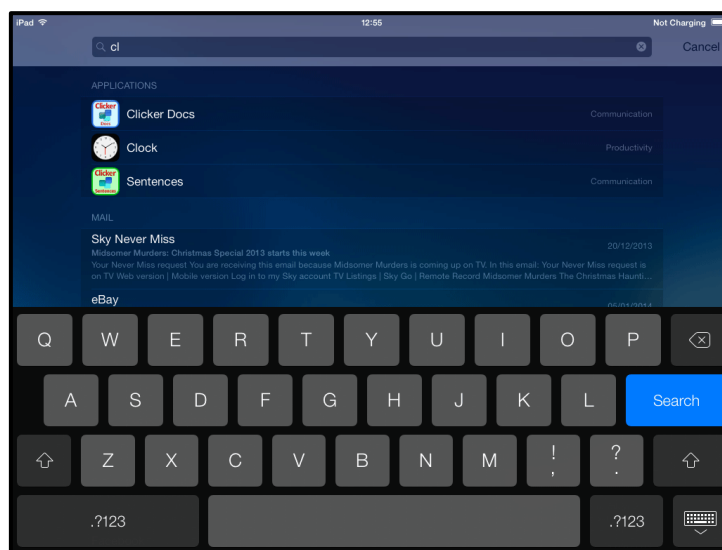 iPad 12:55 Not Charging
cl Cancel
APPLICATIONS
Clicker Docs Communication
Clock Productivity
Sentences Communication
MAIL
Sky Never Miss 20/12/2013
Midsomer Murders: Christmas Special 2013 starts this week
Your Never Miss request You are receiving this email because Midsomer Murders is coming up on TV. In this email: Your Never Miss request is
on TV Web version | Mobile version Log in to my Sky account TV Listings | Sky Go | Remote Record Midsomer Murders The Christmas Haunti...
eBay 05/01/2014
Q W E R T Y U I O P
A S D F G H J K L Search
Z X C V B N M ! , ? .
.?123 .?123